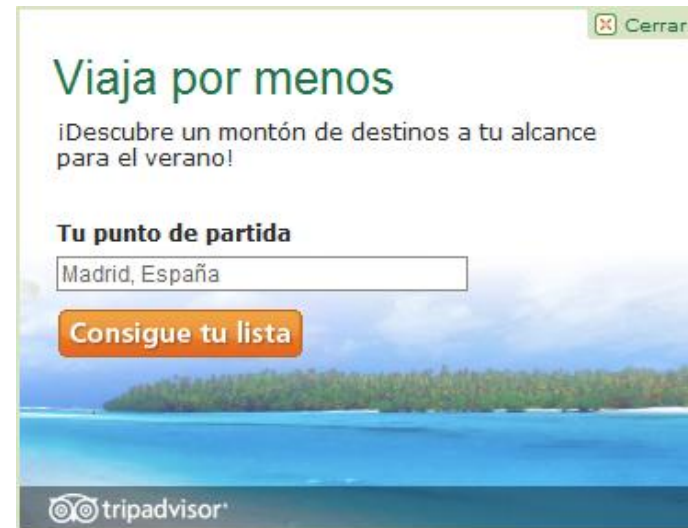 Cerrar
Viaja por menos
¡Descubre un montón de destinos a tu alcance
para el verano!
Tu punto de partida
Madrid, España
Consigue tu lista
tripadvisor